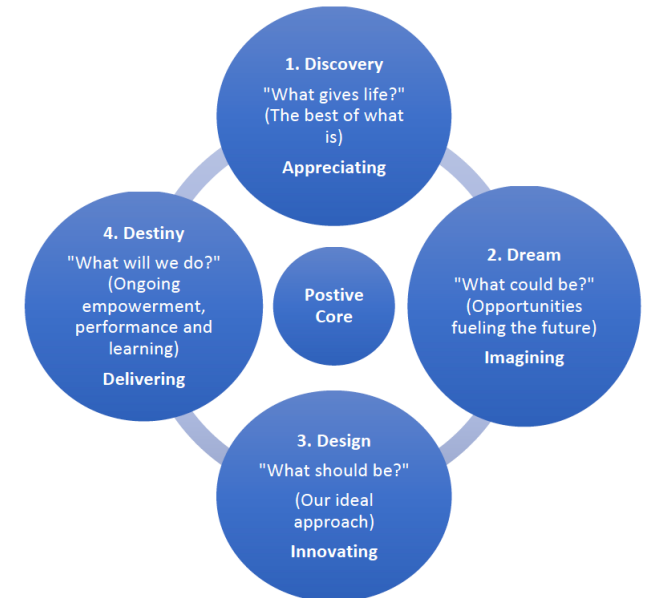 1. Discovery
"What gives life?"
(The best of what
is)
Appreciating
2. Dream
"What could be?"
(Opportunities
fueling the future)
Imagining
3. Design
"What should be?"
(Our ideal
approach)
Innovating
4. Destiny
"What will we do?"
(Ongoing
empowerment,
performance and
learning)
Delivering
Postive
Core